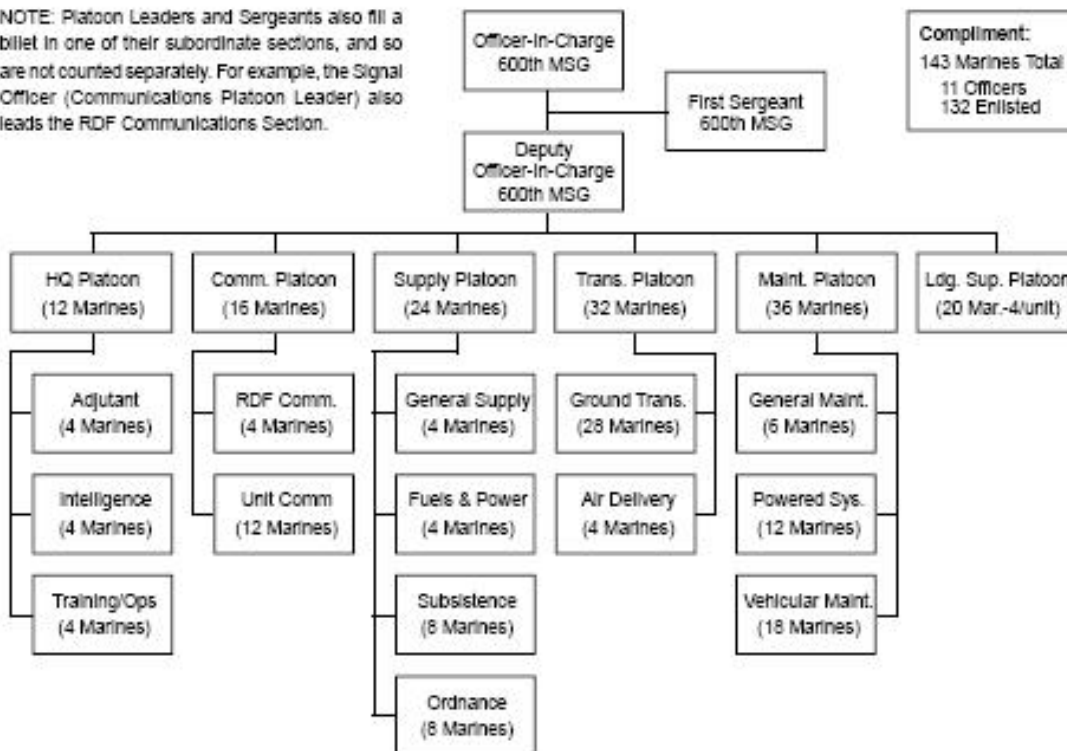 NOTE: Platoon Leaders and Sergeants also fill a
billet in one of their subordinate sections, and so
are not counted separately. For example, the Signal
Officer (Communications Platoon Leader) also
leads the RDF Communications Section.
Officer-In-Charge
600th MSG
Compliment:
143 Marines Total
11 Officers
132 Enlisted
First Sergeant
600th MSG
Deputy
Officer-In-Charge
600th MSG
HQ Platoon
(12 Marines)
Comm. Platoon
(16 Marines)
Supply Platoon
(24 Marines)
Trans. Platoon
(32 Marines)
Maint. Platoon
(36 Marines)
Ldg. Sup. Platoon
(20 Mar.-4/unit)
Adjutant
(4 Marines)
RDF Comm.
(4 Marines)
General Supply
(4 Marines)
Ground Trans.
(28 Marines)
General Maint.
(6 Marines)
Intelligence
(4 Marines)
Unit Comm
(12 Marines)
Fuels & Power
(4 Marines)
Air Delivery
(4 Marines)
Powered Sys.
(12 Marines)
Training/Ops
(4 Marines)
Subsistence
(8 Marines)
Vehicular Maint.
(18 Marines)
Ordnance
(8 Marines)